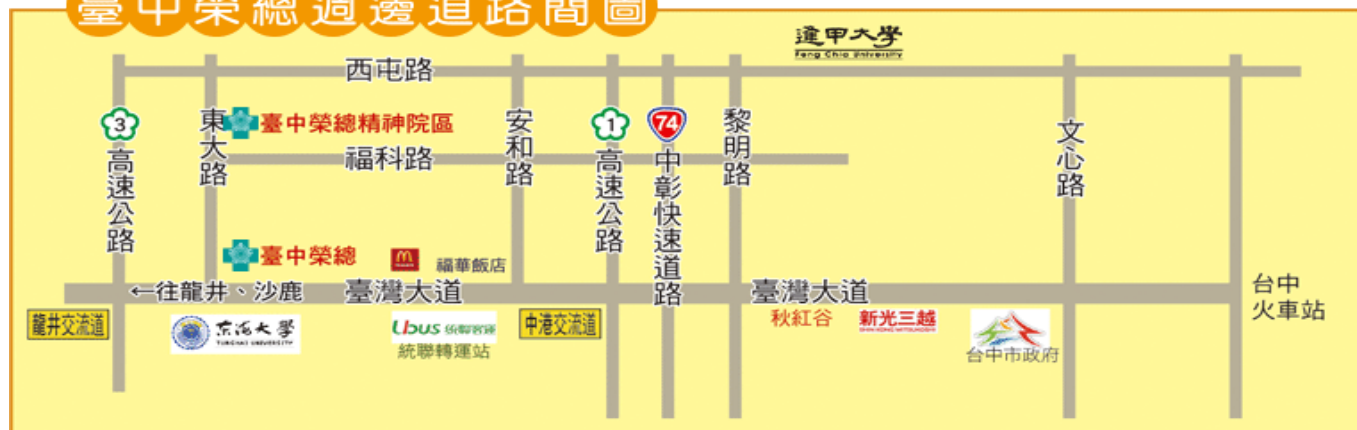 臺中榮總週邊道路簡圖
逢甲大學
Feng Chia University
西屯路
3
高速公路
東大路
臺中榮總精神院區
福科路
安和路
1
高速公路
74
中彰快速道路
黎明路
文心路
臺中榮總
福華飯店
←往龍井、沙鹿
臺灣大道
臺灣大道
台中
火車站
龍井交流道
東海大學
TUNGHAI UNIVERSITY
Ubus 統聯客運
統聯轉運站
中港交流道
秋紅谷
新光三越
SHIN KONG MITSUKOSHI
台中市政府